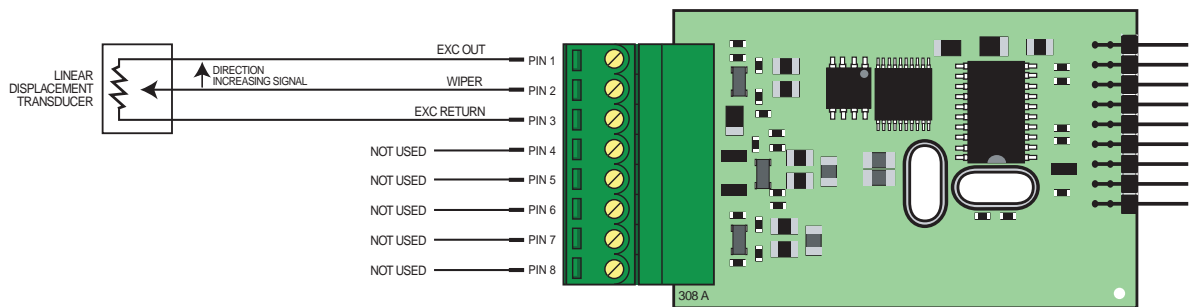 EXC OUT
PIN 1
LINEAR
DISPLACEMENT
TRANSDUCER
DIRECTION
INCREASING SIGNAL
WIPER
PIN 2
EXC RETURN
PIN 3
NOT USED
PIN 4
NOT USED
PIN 5
NOT USED
PIN 6
NOT USED
PIN 7
NOT USED
PIN 8
308 A